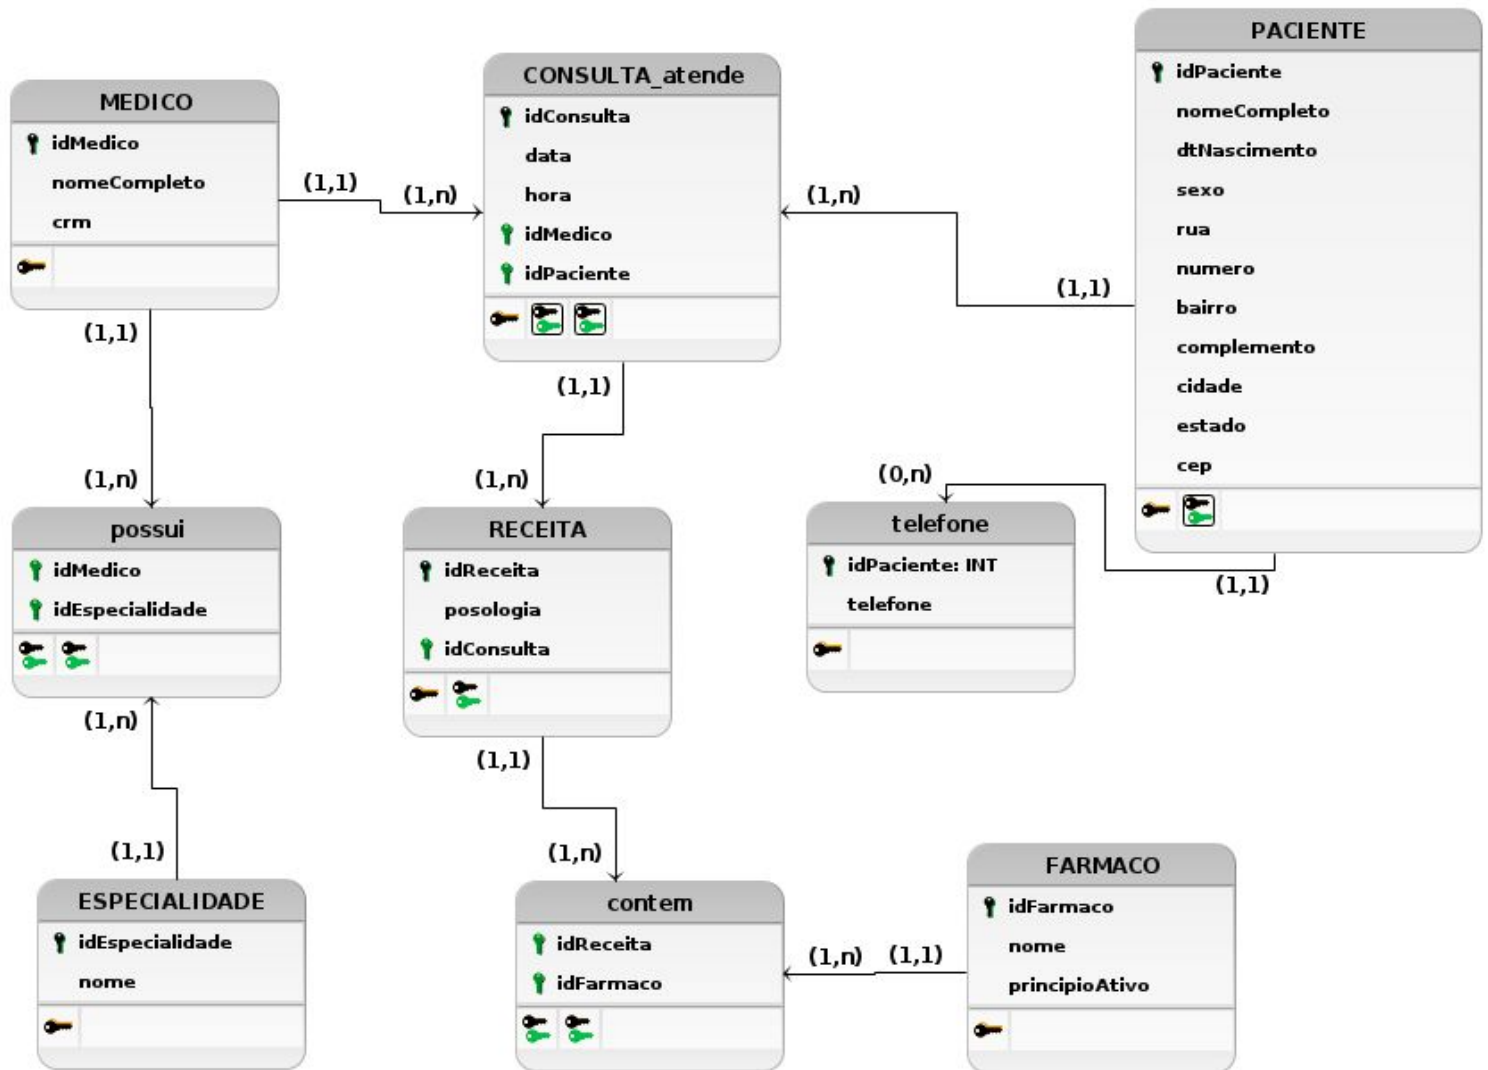 MEDICO
idMedico
nomeCompleto
crm
(1,1)
(1,n)
CONSULTA_atende
idConsulta
data
hora
idMedico
idPaciente
(1,n)
(1,1)
PACIENTE
idPaciente
nomeCompleto
dtNascimento
sexo
rua
numero
bairro
complemento
cidade
estado
cep
(1,1)
(1,n)
possui
idMedico
idEspecialidade
(1,n)
(1,1)
ESPECIALIDADE
idEspecialidade
nome
(1,1)
(1,n)
RECEITA
idReceita
posologia
idConsulta
(1,1)
(1,n)
contem
idReceita
idFarmaco
(1,n)
(1,1)
FARMACO
idFarmaco
nome
principioAtivo
(0,n)
(1,1)
telefone
idPaciente: INT
telefone